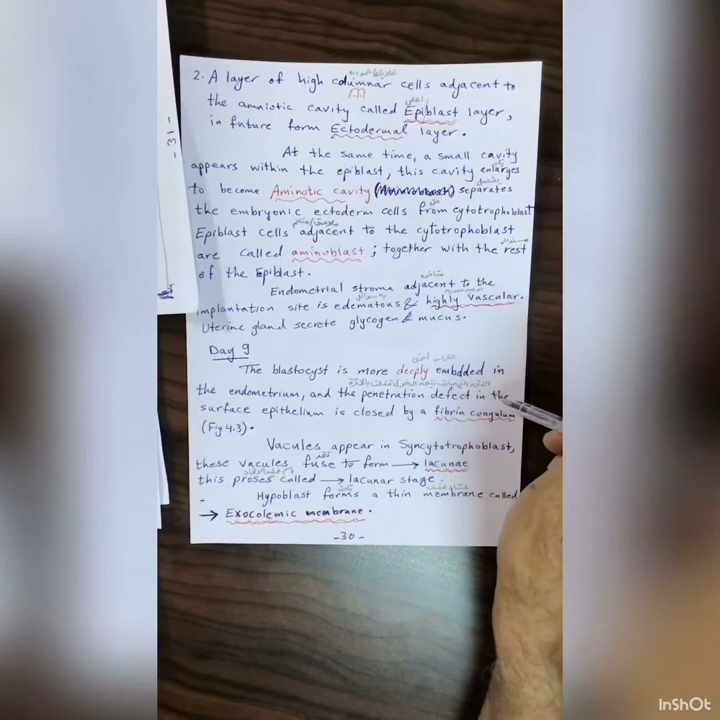 2. A layer of high columnar cells adjacent to
the amniotic cavity called Epiblast layer,
in future form Ectodermal layer.
At the same time, a small cavity
appears within the epiblast, this cavity enlarges
to become Aminotic cavity separates
the embryonic ectoderm cells from cytotrophoblast
Epiblast cells adjacent to the cytotrophoblast
are called aminoblast; together with the rest
of the Epiblast.
Endometrial stroma adjacent to the
implantation site is edematons & highly vascular.
Uterine gland secrete glycogen & mucus.
Day 9
The blastocyst is more deeply embdded in
the endometrium, and the penetration defect in the
surface epithelium is closed by a fibrin coagulum
(Fig 4.3).
Vacules appear in Syncytotrophoblast,
these vacules fuse to form → lacunae
this proses called → lacunar stage.
Hypoblast forms a thin membrane called
→ Exocolemic membrane.
-30-
-31-
InShOt